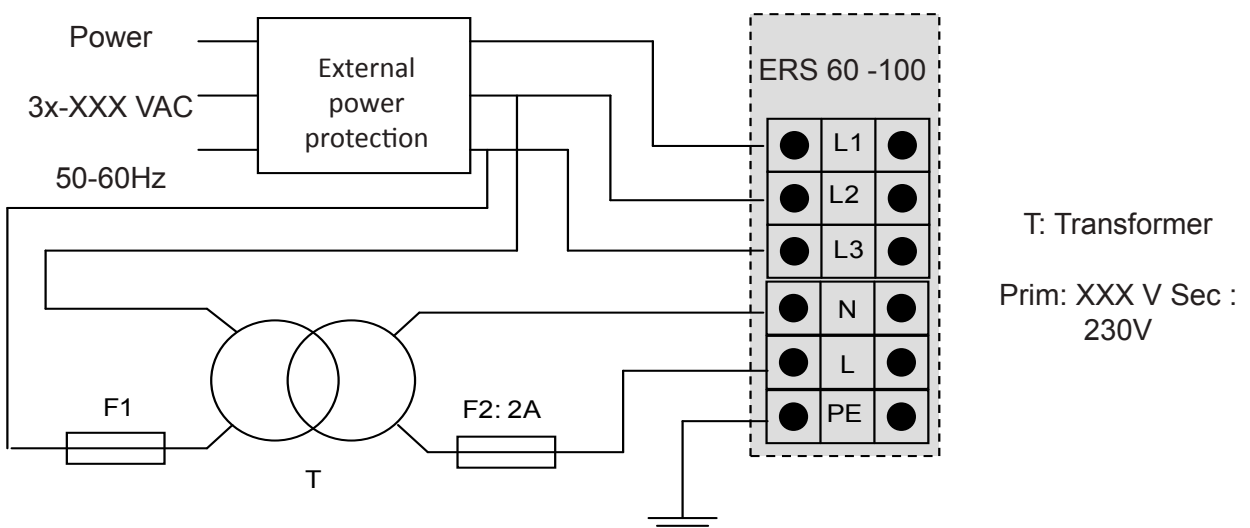 Power
3x-XXX VAC
50-60Hz
External
power
protection
ERS 60 -100
L1
L2
L3
N
L
PE
F1
T
F2: 2A
T: Transformer
Prim: XXX V Sec :
230V